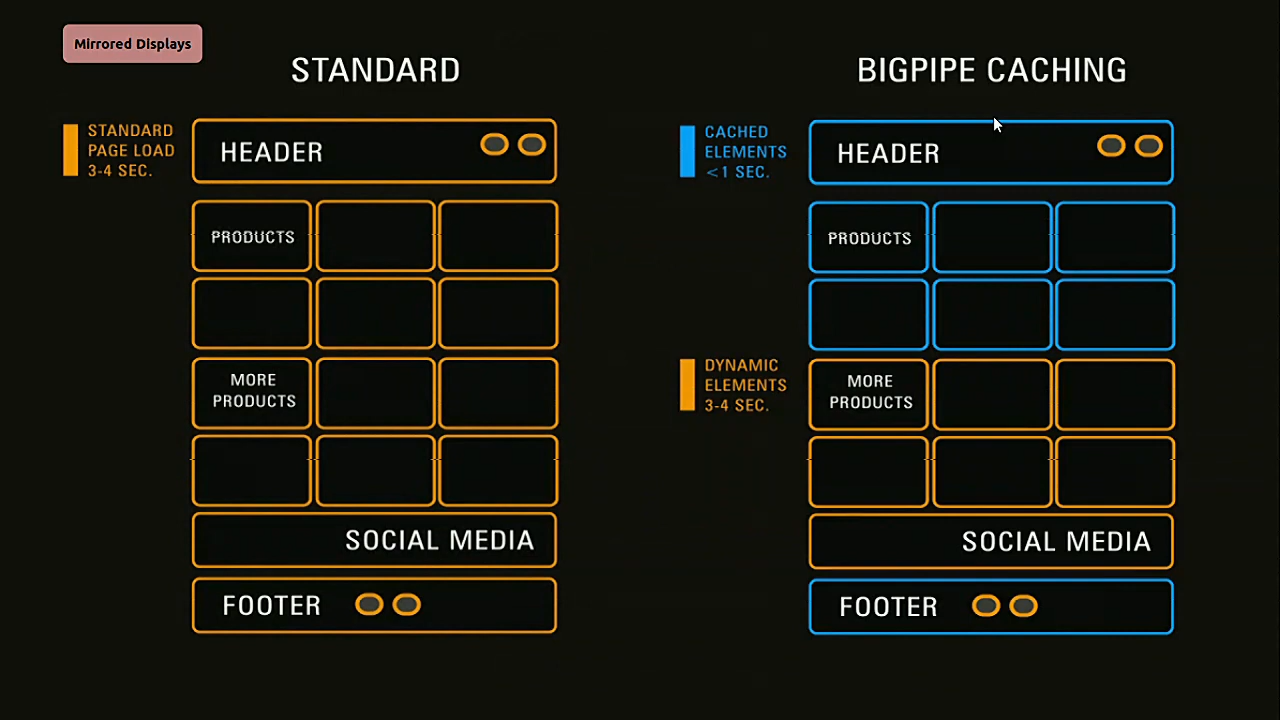 Mirrored Displays
STANDARD
STANDARD
PAGE LOAD
3-4 SEC.
HEADER
PRODUCTS
MORE
PRODUCTS
SOCIAL MEDIA
FOOTER
BIGPIPE CACHING
CACHED
ELEMENTS
<1 SEC.
HEADER
PRODUCTS
DYNAMIC
ELEMENTS
3-4 SEC.
MORE
PRODUCTS
SOCIAL MEDIA
FOOTER